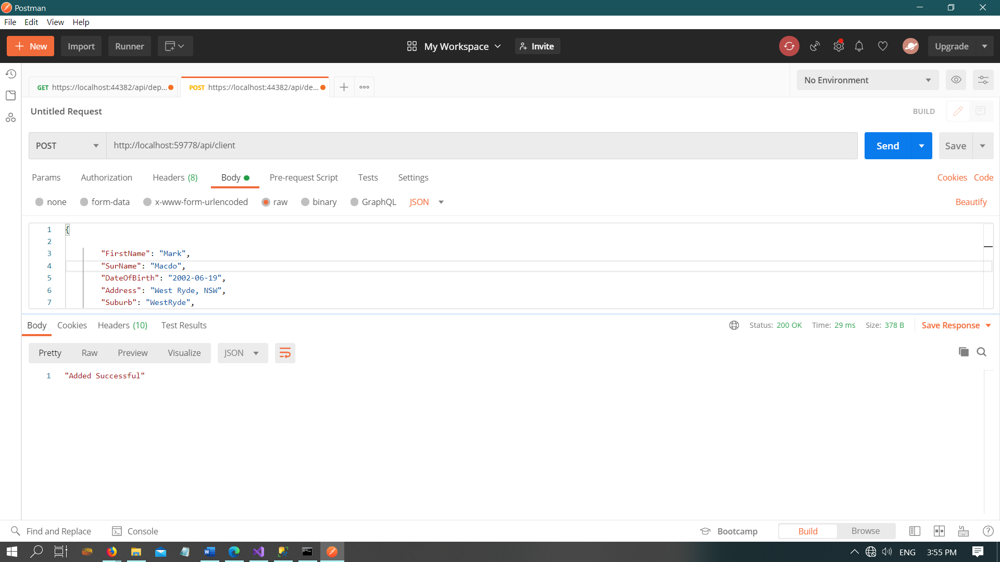 Postman
File Edit View Help
New Import Runner My Workspace Invite Upgrade
GET https://localhost:44382/api/dep... POST https://localhost:44382/api/de... No Environment
Untitled Request BUILD
POST http://localhost:59778/api/client Send Save
Params Authorization Headers (8) Body Pre-request Script Tests Settings Cookies Code
none form-data x-www-form-urlencoded raw binary GraphQL JSON Beautify
1 {
2
3 "FirstName": "Mark",
4 "SurName": "Macdo",
5 "DateOfBirth": "2002-06-19",
6 "Address": "West Ryde, NSW",
7 "Suburb": "WestRyde",
Body Cookies Headers (10) Test Results Status: 200 OK Time: 29 ms Size: 378 B Save Response
Pretty Raw Preview Visualize JSON
1 "Added Successful"
Find and Replace Console Bootcamp Build Browse
ENG 3:55 PM